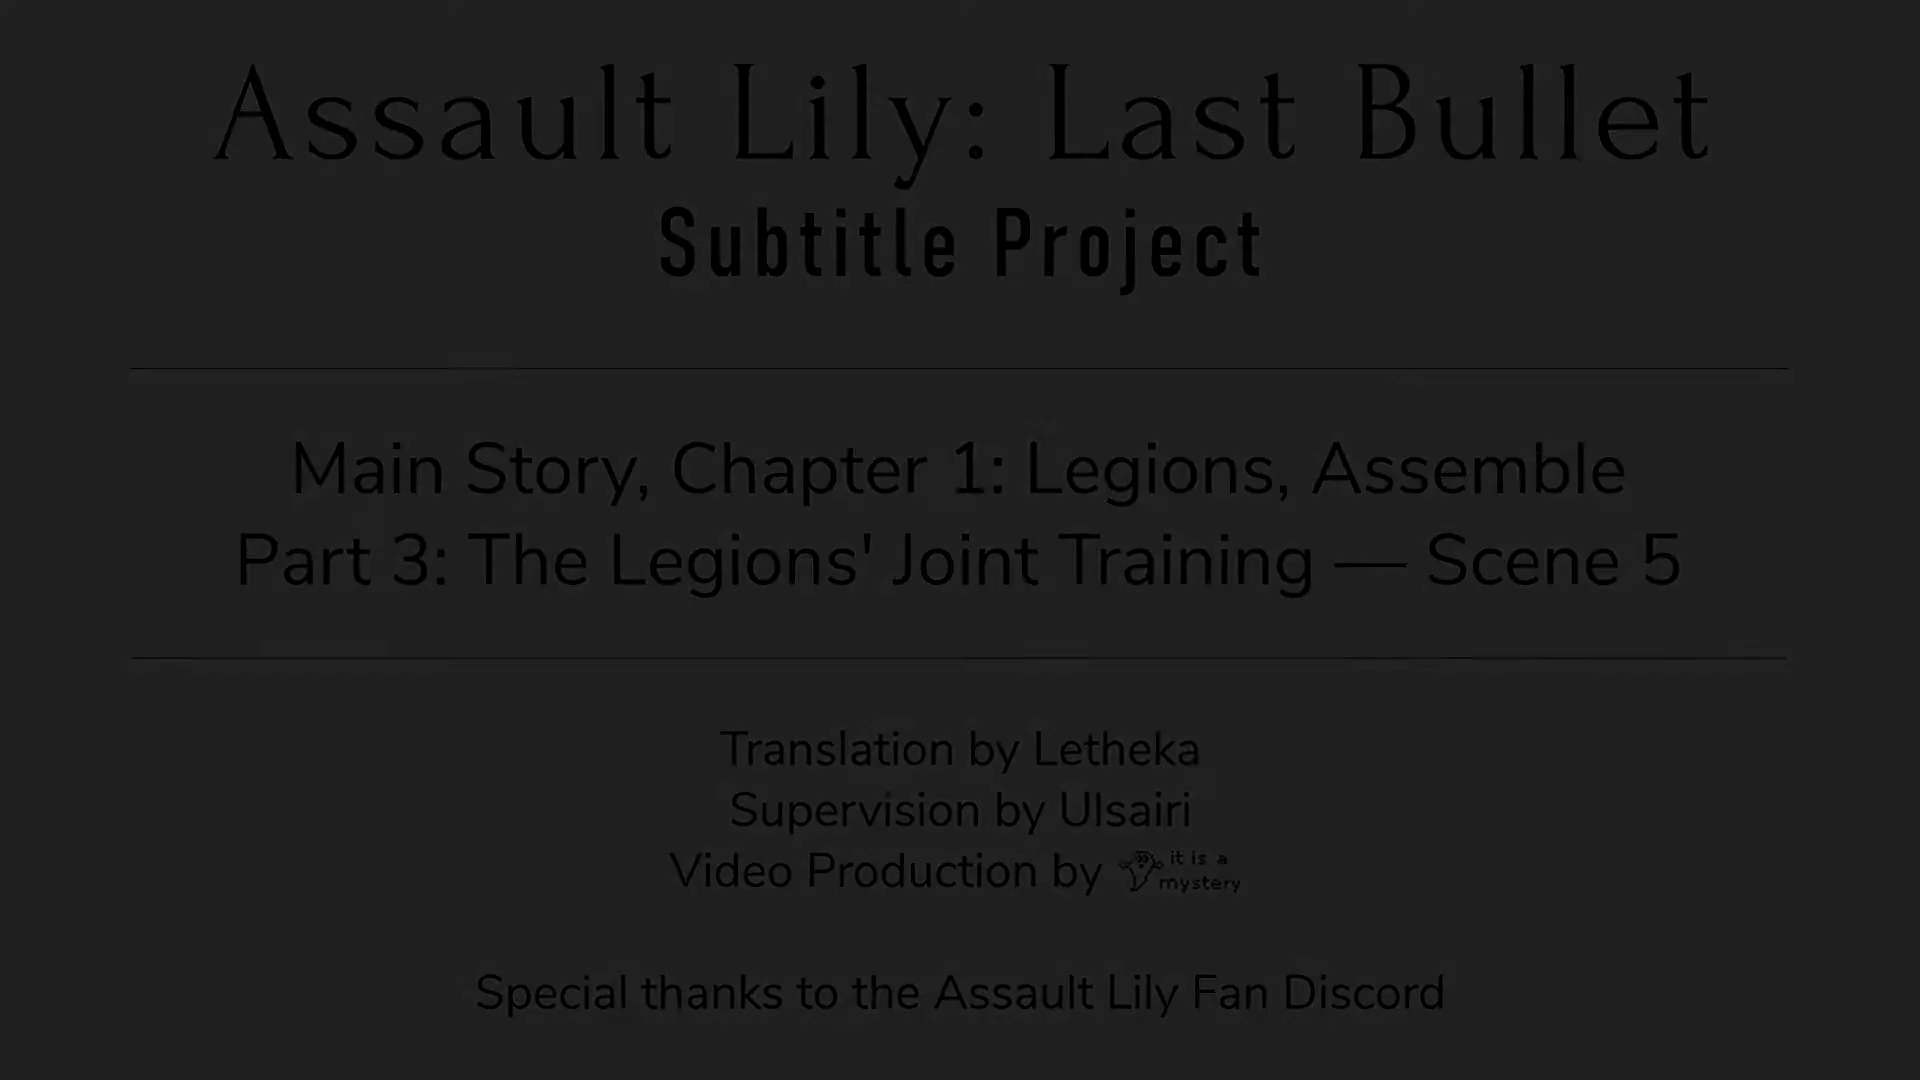 Assault Lily: Last Bullet
Subtitle Project
Main Story, Chapter 1: Legions, Assemble
Part 3: The Legions' Joint Training — Scene 5
Translation by Letheka
Supervision by Ulsairi
Video Production by it is a mystery
Special thanks to the Assault Lily Fan Discord